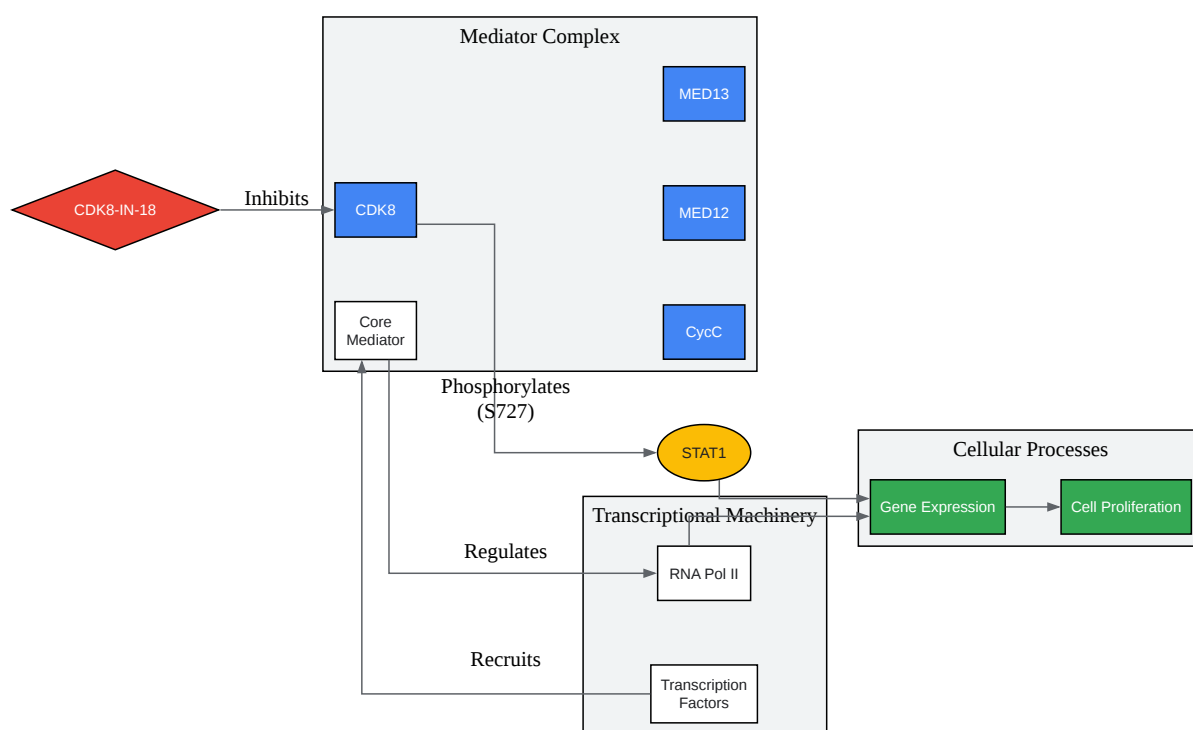 Mediator Complex
MED13
CDK8-IN-18
Inhibits
CDK8
MED12
Core
Mediator
CycC
Phosphorylates
(S727)
STAT1
Cellular Processes
Gene Expression
Cell Proliferation
Transcriptional Machinery
Regulates
RNA Pol II
Recruits
Transcription
Factors